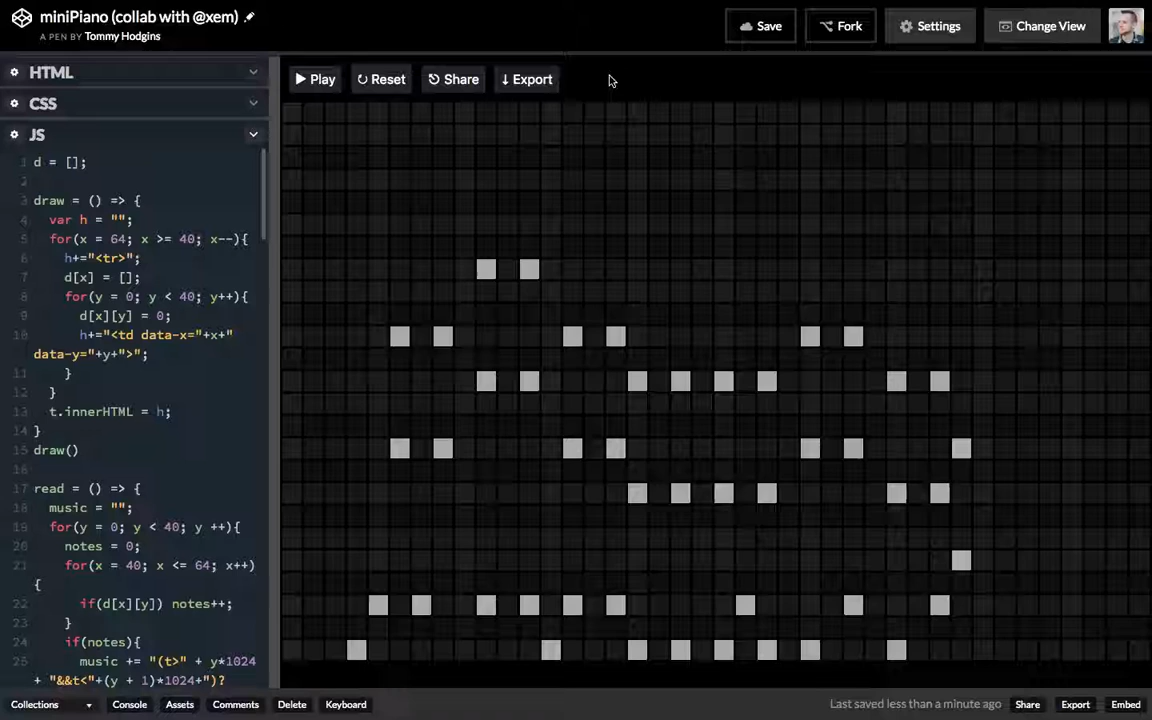 miniPiano (collab with @xem)
A PEN BY Tommy Hodgins
Save
Fork
Settings
Change View
HTML
CSS
JS
Play
Reset
Share
Export
1 d = [];
2
3 draw = () => {
4 var h = "";
5 for(x = 64; x >= 40; x--){
6 h+="<tr>";
7 d[x] = [];
8 for(y = 0; y < 40; y++){
9 d[x][y] = 0;
10 h+="<td data-x="+x+"
data-y="+y+">";
11 }
12 }
13 t.innerHTML = h;
14 }
15 draw()
16
17 read = () => {
18 music = "";
19 for(y = 0; y < 40; y ++){
20 notes = 0;
21 for(x = 40; x <= 64; x++)
{
22 if(d[x][y]) notes++;
23 }
24 if(notes){
25 music += "(t>" + y*1024
+ "&&t<"+(y + 1)*1024+")?
Collections
Console
Assets
Comments
Delete
Keyboard
Last saved less than a minute ago
Share
Export
Embed